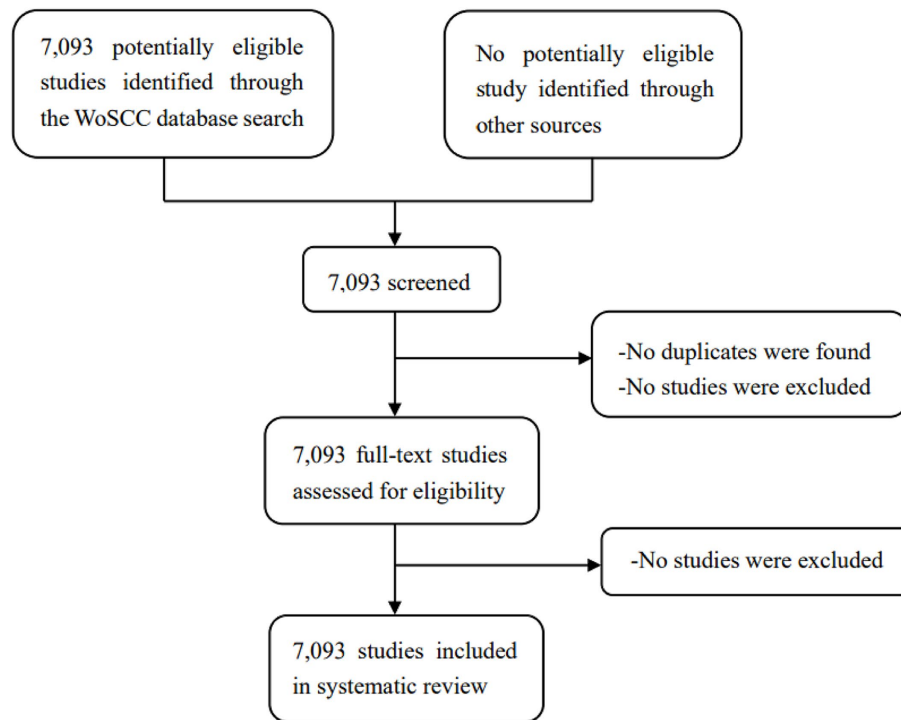 7,093 potentially eligible
studies identified through
the WoSCC database search
No potentially eligible
study identified through
other sources
7,093 screened
-No duplicates were found
-No studies were excluded
7,093 full-text studies
assessed for eligibility
-No studies were excluded
7,093 studies included
in systematic review